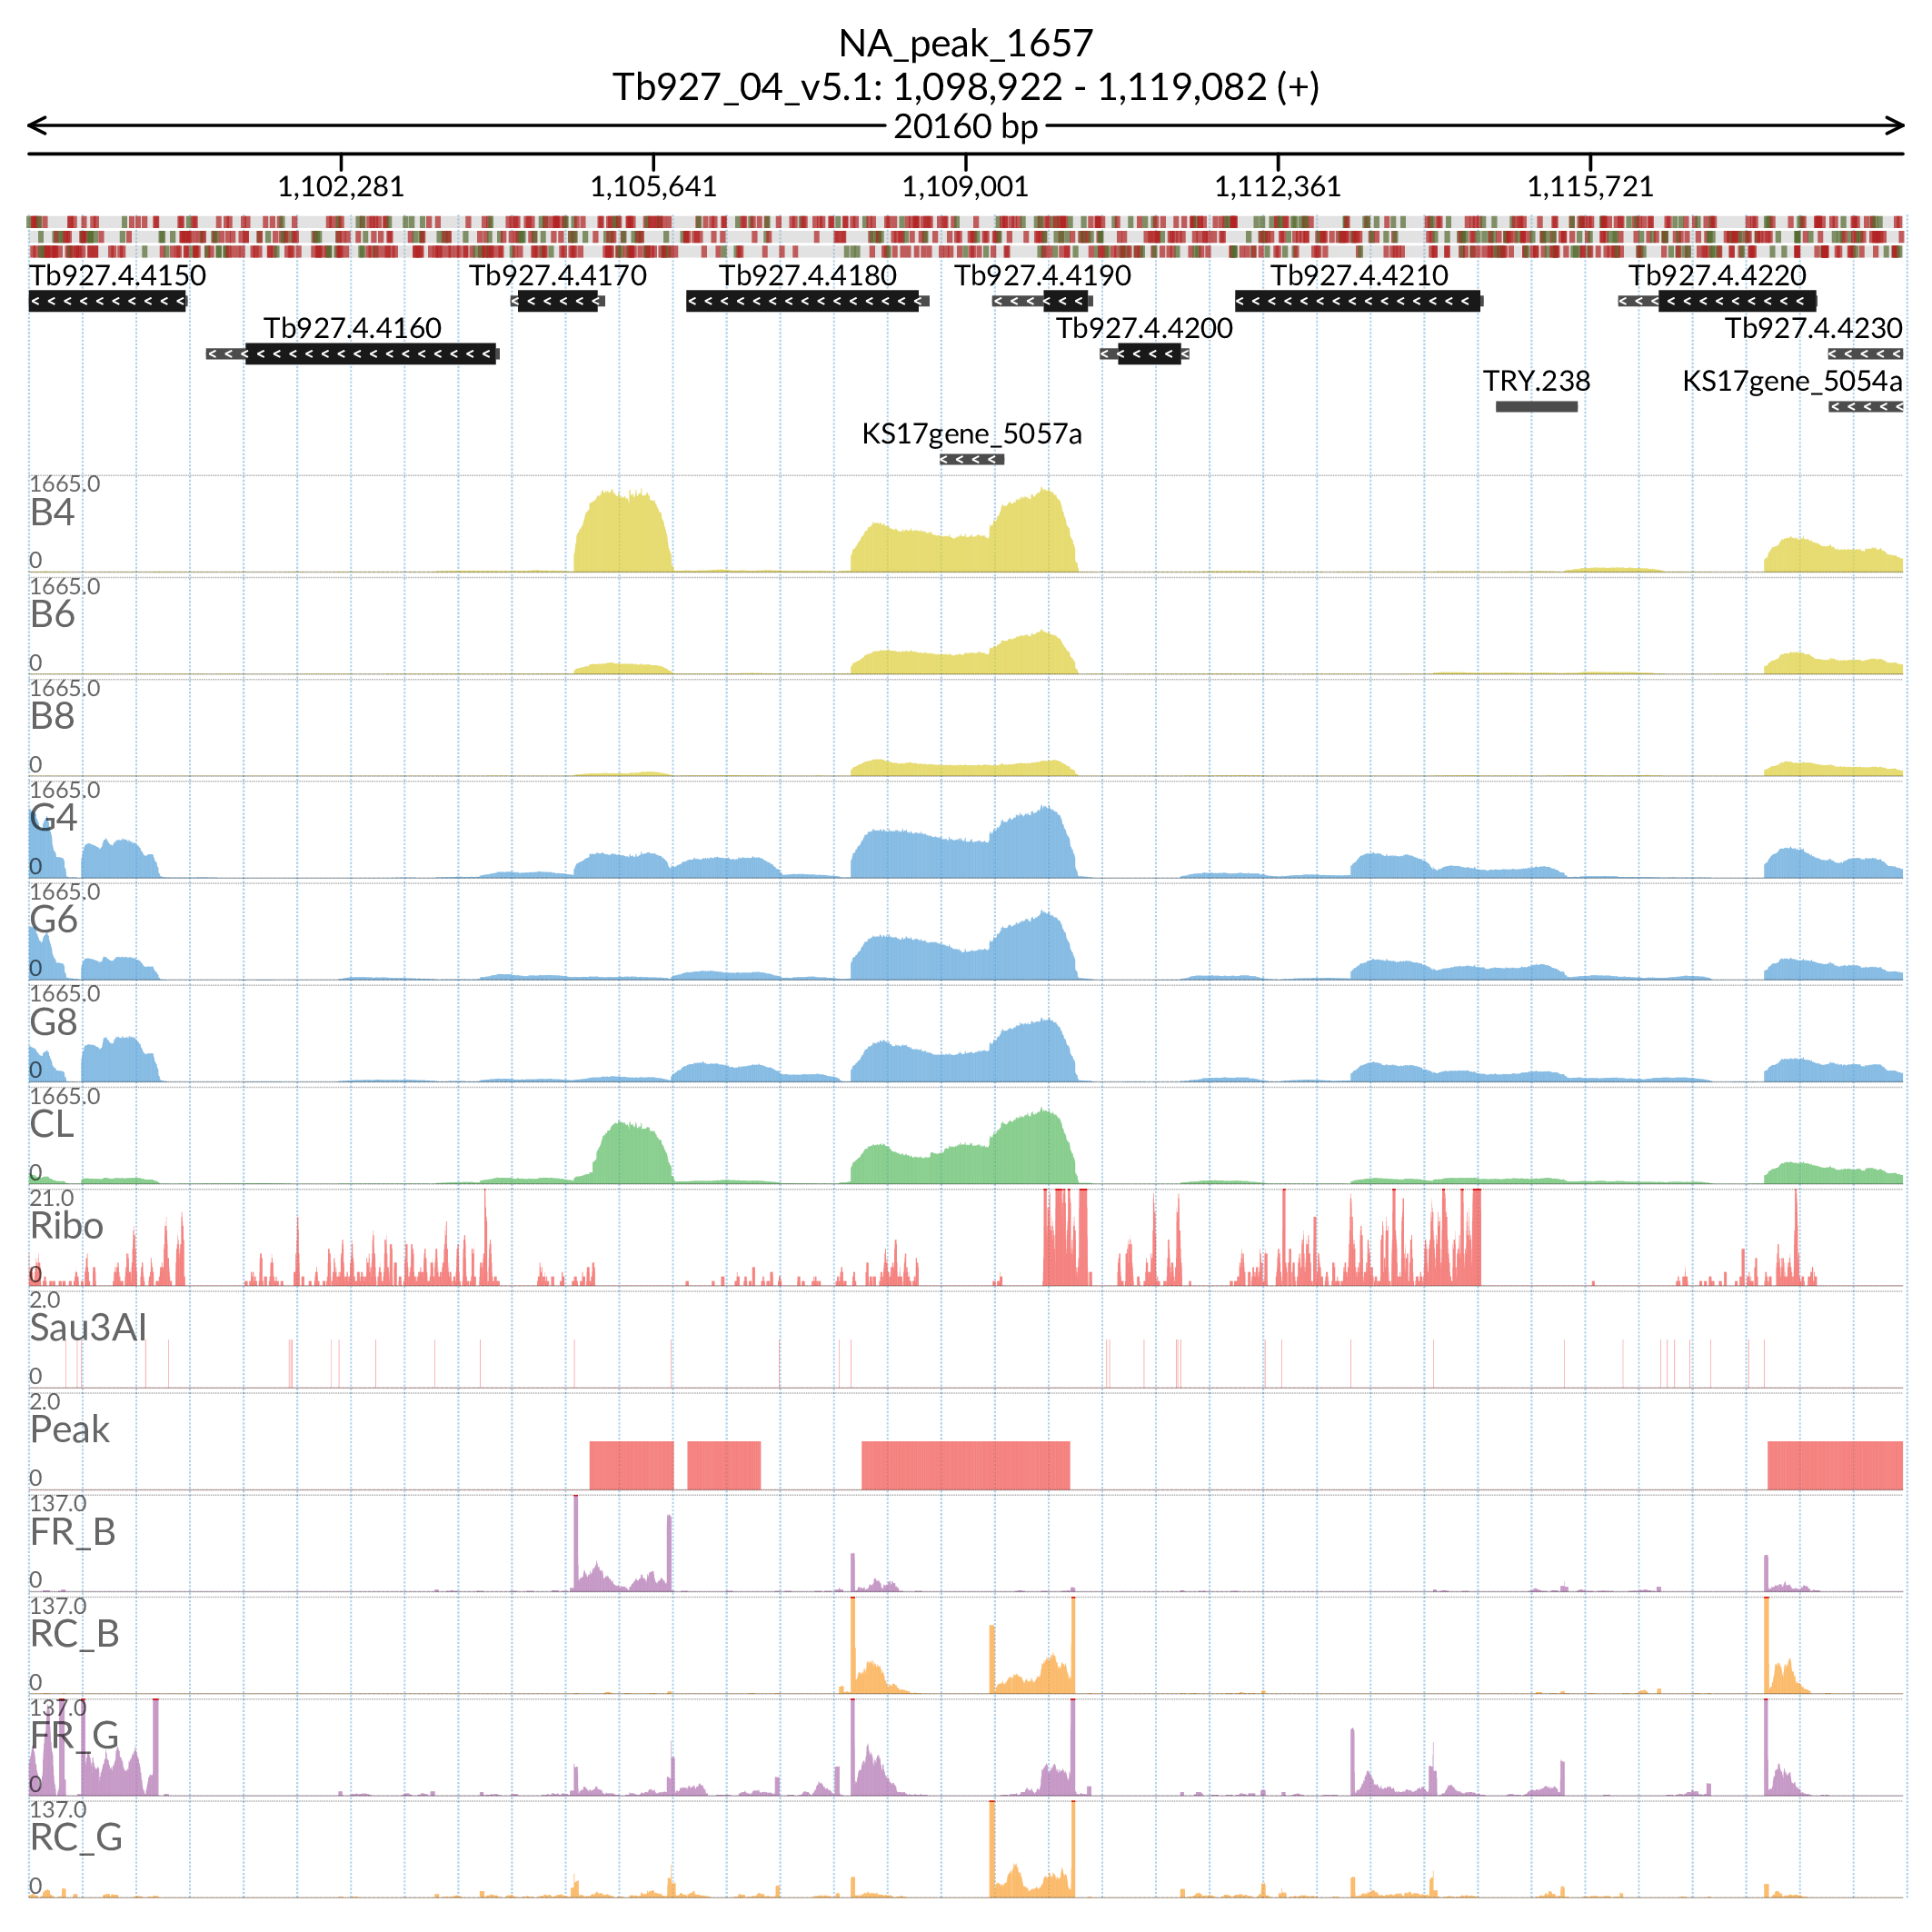 NA_peak_1657
Tb927_04_v5.1: 1,098,922 - 1,119,082 (+)
20160 bp
1,102,281 1,105,641 1,109,001 1,112,361 1,115,721
Tb927.4.4150 Tb927.4.4170 Tb927.4.4180 Tb927.4.4190 Tb927.4.4210 Tb927.4.4220
Tb927.4.4160 Tb927.4.4200 Tb927.4.4230
TRY.238 KS17gene_5054a
KS17gene_5057a
1665.0
B4
0
1665.0
B6
0
1665.0
B8
0
1665.0
G4
0
1665.0
G6
0
1665.0
G8
0
1665.0
CL
0
21.0
Ribo
0
2.0
Sau3AI
0
2.0
Peak
0
137.0
FR_B
0
137.0
RC_B
0
137.0
FR_G
0
137.0
RC_G
0